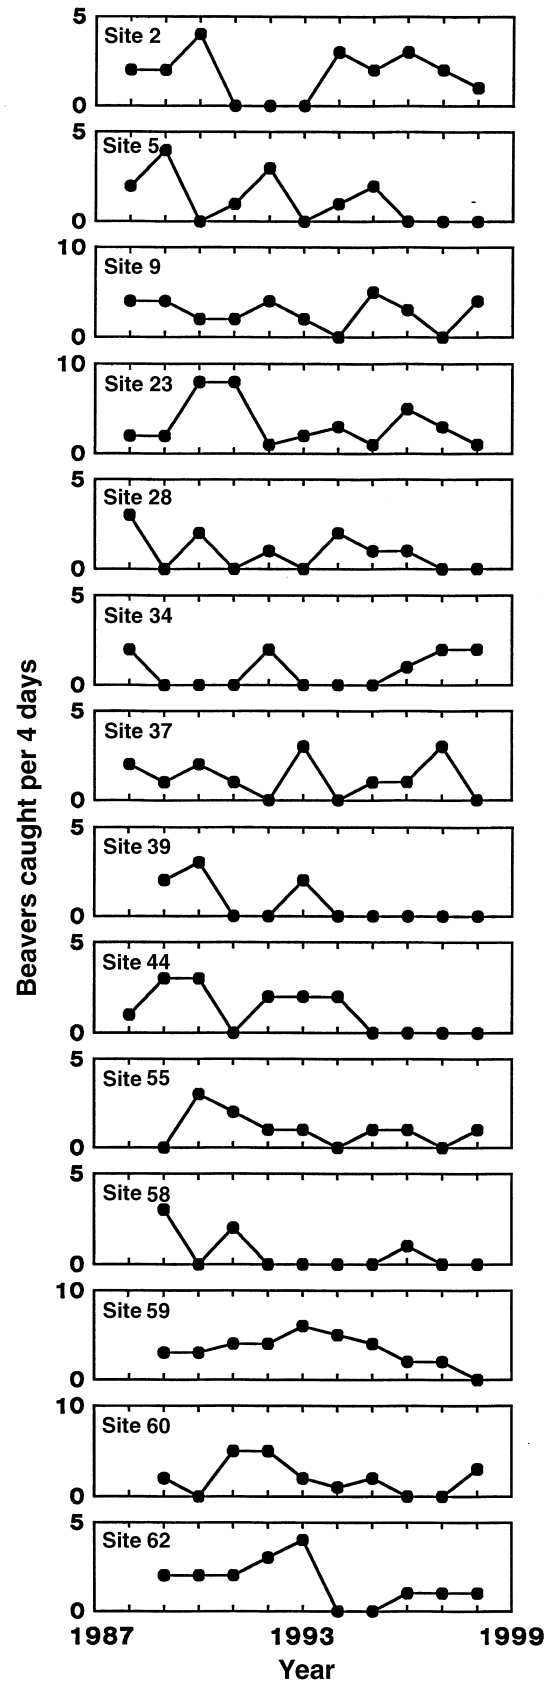 5
Site 2
0
5
Site 5
0
10
Site 9
0
10
Site 23
0
5
Site 28
0
5
Site 34
0
5
Site 37
0
5
Site 39
0
5
Site 44
0
5
Site 55
0
5
Site 58
0
10
Site 59
0
10
Site 60
0
5
Site 62
0
1987 1993 1999
Year
Beavers caught per 4 days